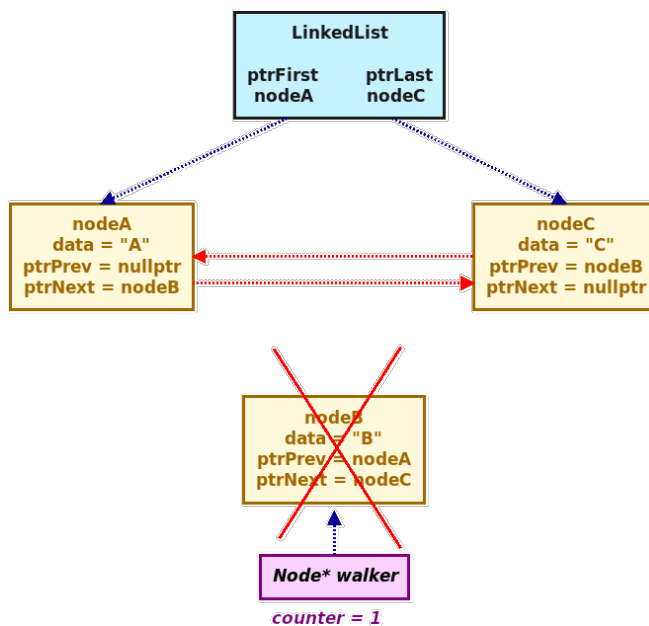 LinkedList
ptrFirst ptrLast
nodeA nodeC
nodeA
data = "A"
ptrPrev = nullptr
ptrNext = nodeB
nodeC
data = "C"
ptrPrev = nodeB
ptrNext = nullptr
nodeB
data = "B"
ptrPrev = nodeA
ptrNext = nodeC
Node* walker
counter = 1